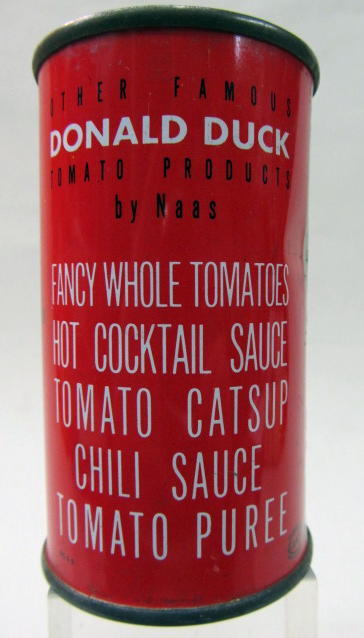 OTHER FAMOUS
DONALD DUCK
TOMATO PRODUCTS
by Naas
FANCY WHOLE TOMATOES
HOT COCKTAIL SAUCE
TOMATO CATSUP
CHILI SAUCE
TOMATO PUREE